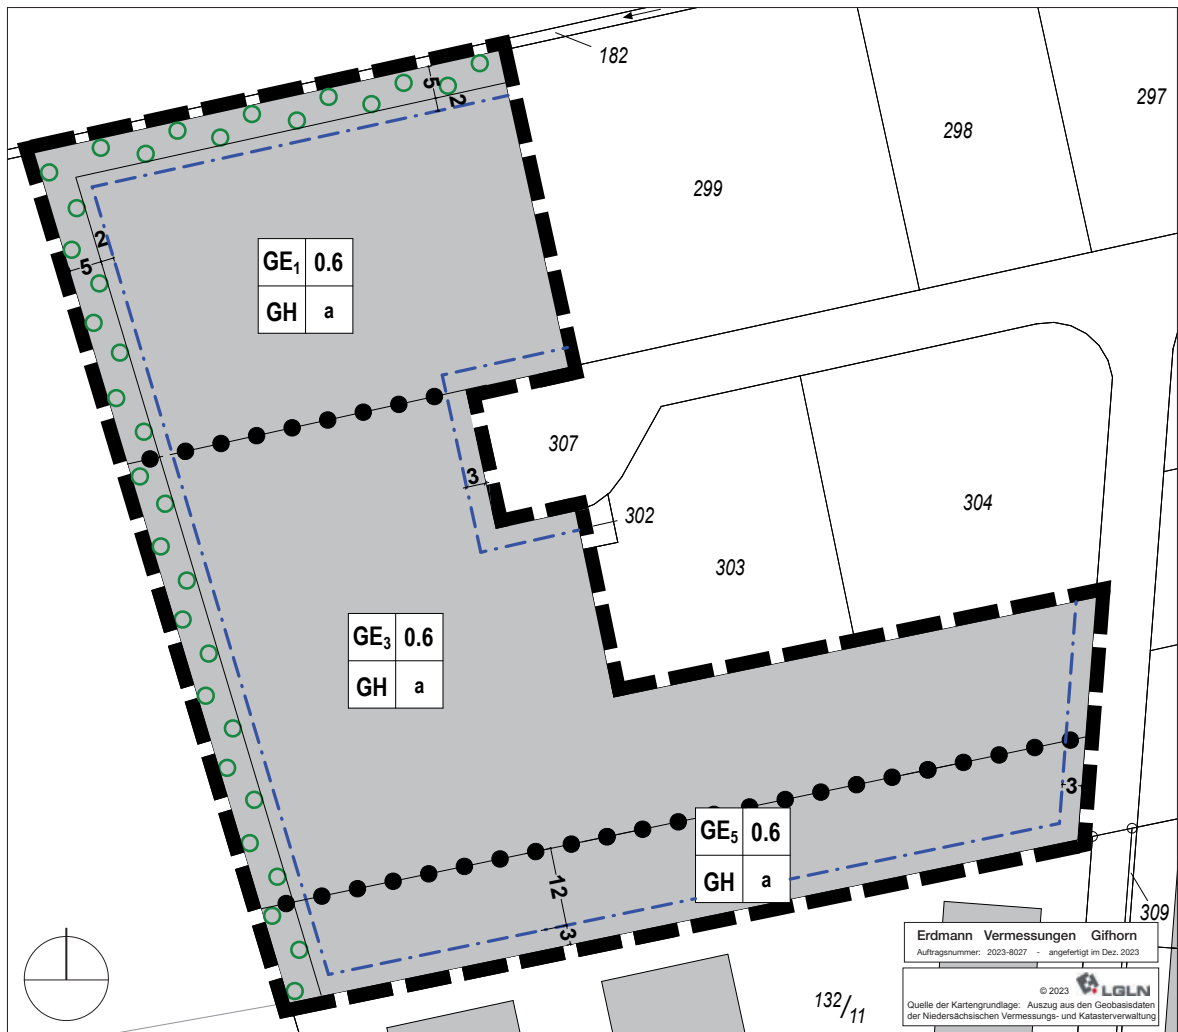 182
297
298
299
5
2
2
5
GE₁ 0.6
GH a
307
3
302
304
303
GE₃ 0.6
GH a
3
GE₅ 0.6
GH a
12
3
309
132/11
Erdmann Vermessungen Gifhorn
Auftragsnummer: 2023-8027 - angefertigt im Dez. 2023
© 2023 LGLN
Quelle der Kartengrundlage: Auszug aus den Geobasisdaten
der Niedersächsischen Vermessungs- und Katasterverwaltung